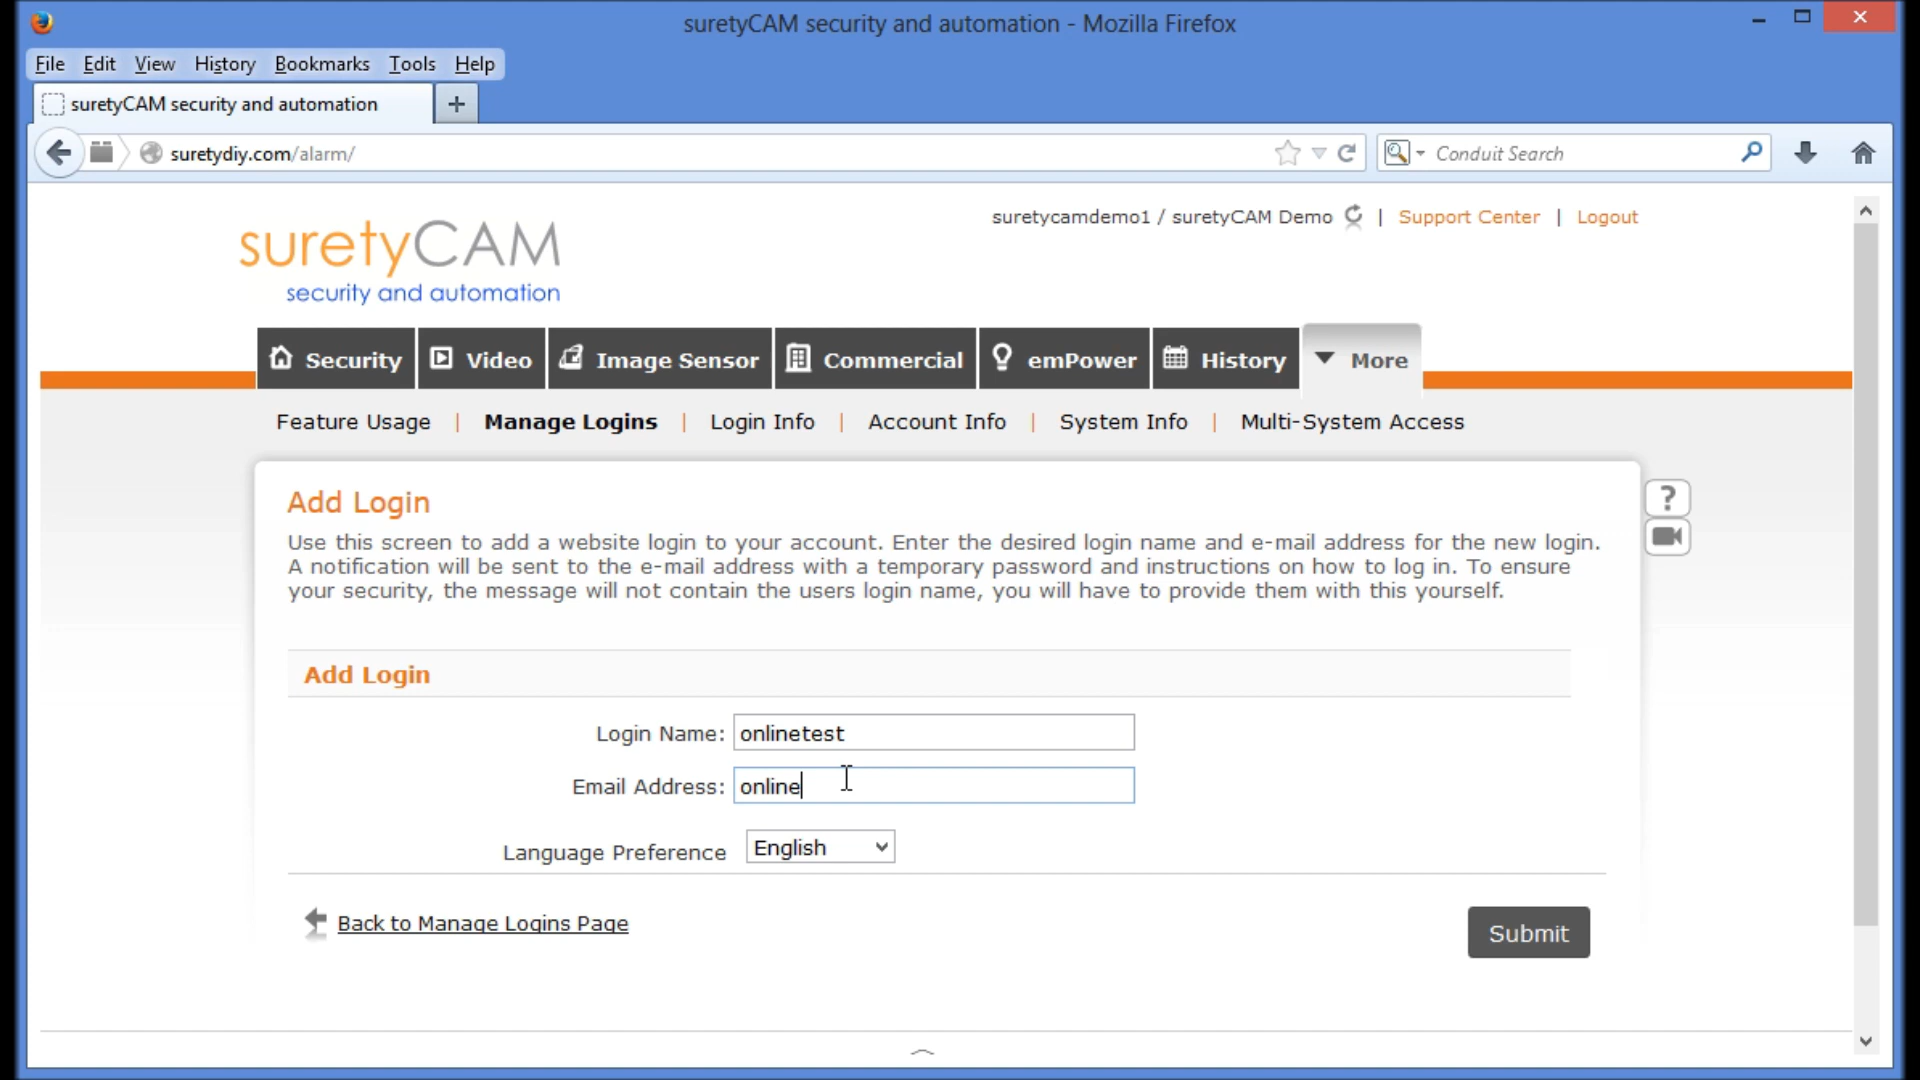 suretyCAM security and automation - Mozilla Firefox
File Edit View History Bookmarks Tools Help
suretyCAM security and automation
suretydiy.com/alarm/
Conduit Search
suretycamdemo1 / suretyCAM Demo | Support Center | Logout
suretyCAM
security and automation
Security Video Image Sensor Commercial emPower History More
Feature Usage | Manage Logins | Login Info | Account Info | System Info | Multi-System Access
Add Login
Use this screen to add a website login to your account. Enter the desired login name and e-mail address for the new login.
A notification will be sent to the e-mail address with a temporary password and instructions on how to log in. To ensure
your security, the message will not contain the users login name, you will have to provide them with this yourself.
?
Add Login
Login Name: onlinetest
Email Address: online
Language Preference English
Back to Manage Logins Page
Submit